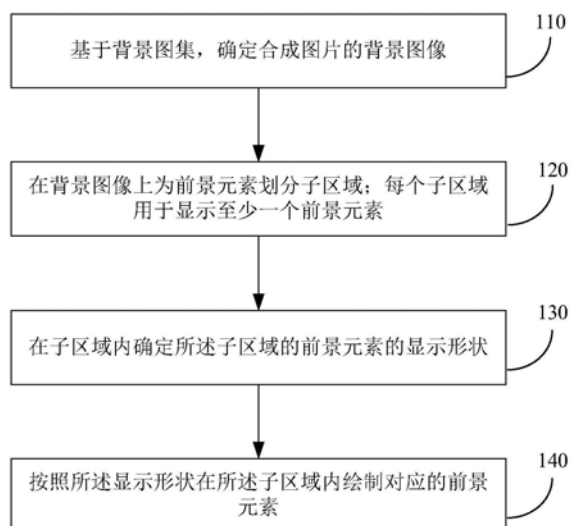 110
基于背景图集，确定合成图片的背景图像
120
在背景图像上为前景元素划分子区域；每个子区域
用于显示至少一个前景元素
130
在子区域内确定所述子区域的前景元素的显示形状
140
按照所述显示形状在所述子区域内绘制对应的前景
元素